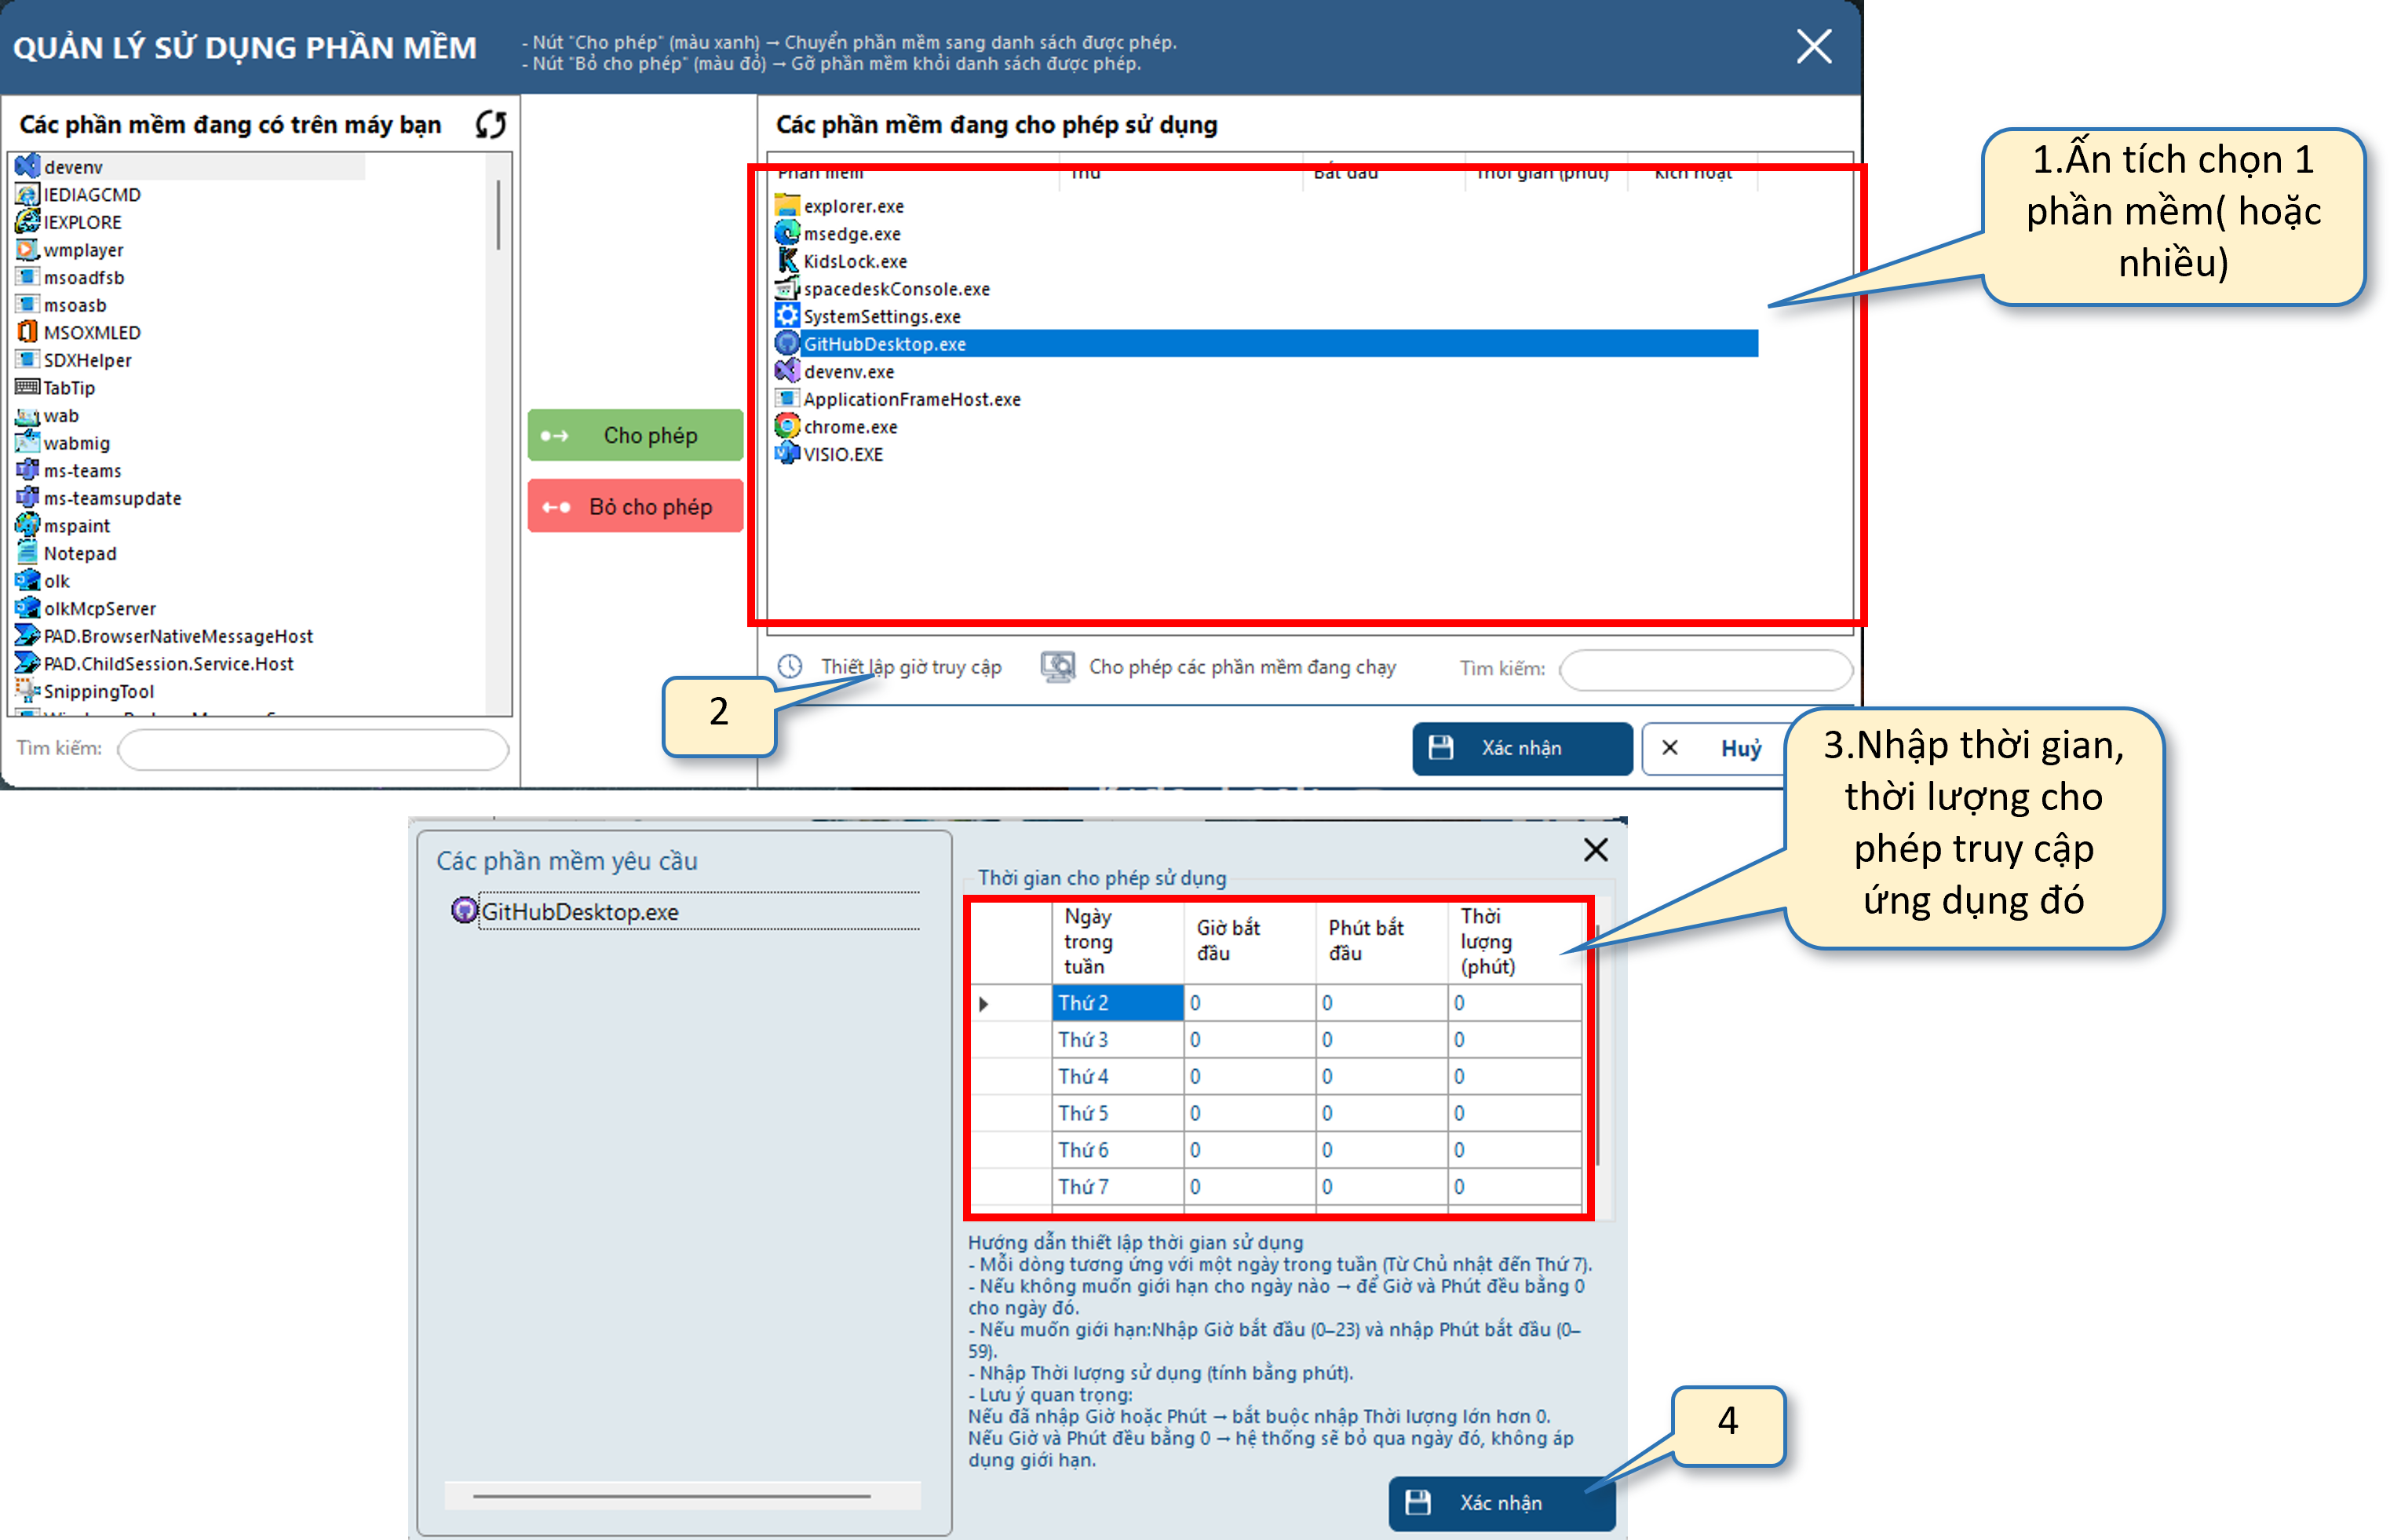 QUẢN LÝ SỬ DỤNG PHẦN MỀM
- Nút "Cho phép" (màu xanh) → Chuyển phần mềm sang danh sách được phép.
- Nút "Bỏ cho phép" (màu đỏ) → Gỡ phần mềm khỏi danh sách được phép.
Các phần mềm đang có trên máy bạn
devenv
IEDIAGCMD
IEXPLORE
wmplayer
msoadfsb
msoasb
MSOXMLED
SDXHelper
TabTip
wab
wabmig
ms-teams
ms-teamsupdate
mspaint
Notepad
olk
olkMcpServer
PAD.BrowserNativeMessageHost
PAD.ChildSession.Service.Host
SnippingTool
Tìm kiếm:
Cho phép
Bỏ cho phép
Các phần mềm đang cho phép sử dụng
Phần mềm Thứ Bắt đầu Thời gian (phút) Kích hoạt
explorer.exe
msedge.exe
KidsLock.exe
spacedeskConsole.exe
SystemSettings.exe
GitHubDesktop.exe
devenv.exe
ApplicationFrameHost.exe
chrome.exe
VISIO.EXE
Thiết lập giờ truy cập
Cho phép các phần mềm đang chạy
Tìm kiếm:
Xác nhận
Huỷ
1.Ấn tích chọn 1
phần mềm( hoặc
nhiều)
2
3.Nhập thời gian,
thời lượng cho
phép truy cập
ứng dụng đó
Các phần mềm yêu cầu
GitHubDesktop.exe
Thời gian cho phép sử dụng
Ngày trong tuần Giờ bắt đầu Phút bắt đầu Thời lượng (phút)
Thứ 2 0 0 0
Thứ 3 0 0 0
Thứ 4 0 0 0
Thứ 5 0 0 0
Thứ 6 0 0 0
Thứ 7 0 0 0
Hướng dẫn thiết lập thời gian sử dụng
- Mỗi dòng tương ứng với một ngày trong tuần (Từ Chủ nhật đến Thứ 7).
- Nếu không muốn giới hạn cho ngày nào → để Giờ và Phút đều bằng 0
cho ngày đó.
- Nếu muốn giới hạn:Nhập Giờ bắt đầu (0–23) và nhập Phút bắt đầu (0–
59).
- Nhập Thời lượng sử dụng (tính bằng phút).
- Lưu ý quan trọng:
Nếu đã nhập Giờ hoặc Phút → bắt buộc nhập Thời lượng lớn hơn 0.
Nếu Giờ và Phút đều bằng 0 → hệ thống sẽ bỏ qua ngày đó, không áp
dụng giới hạn.
4
Xác nhận